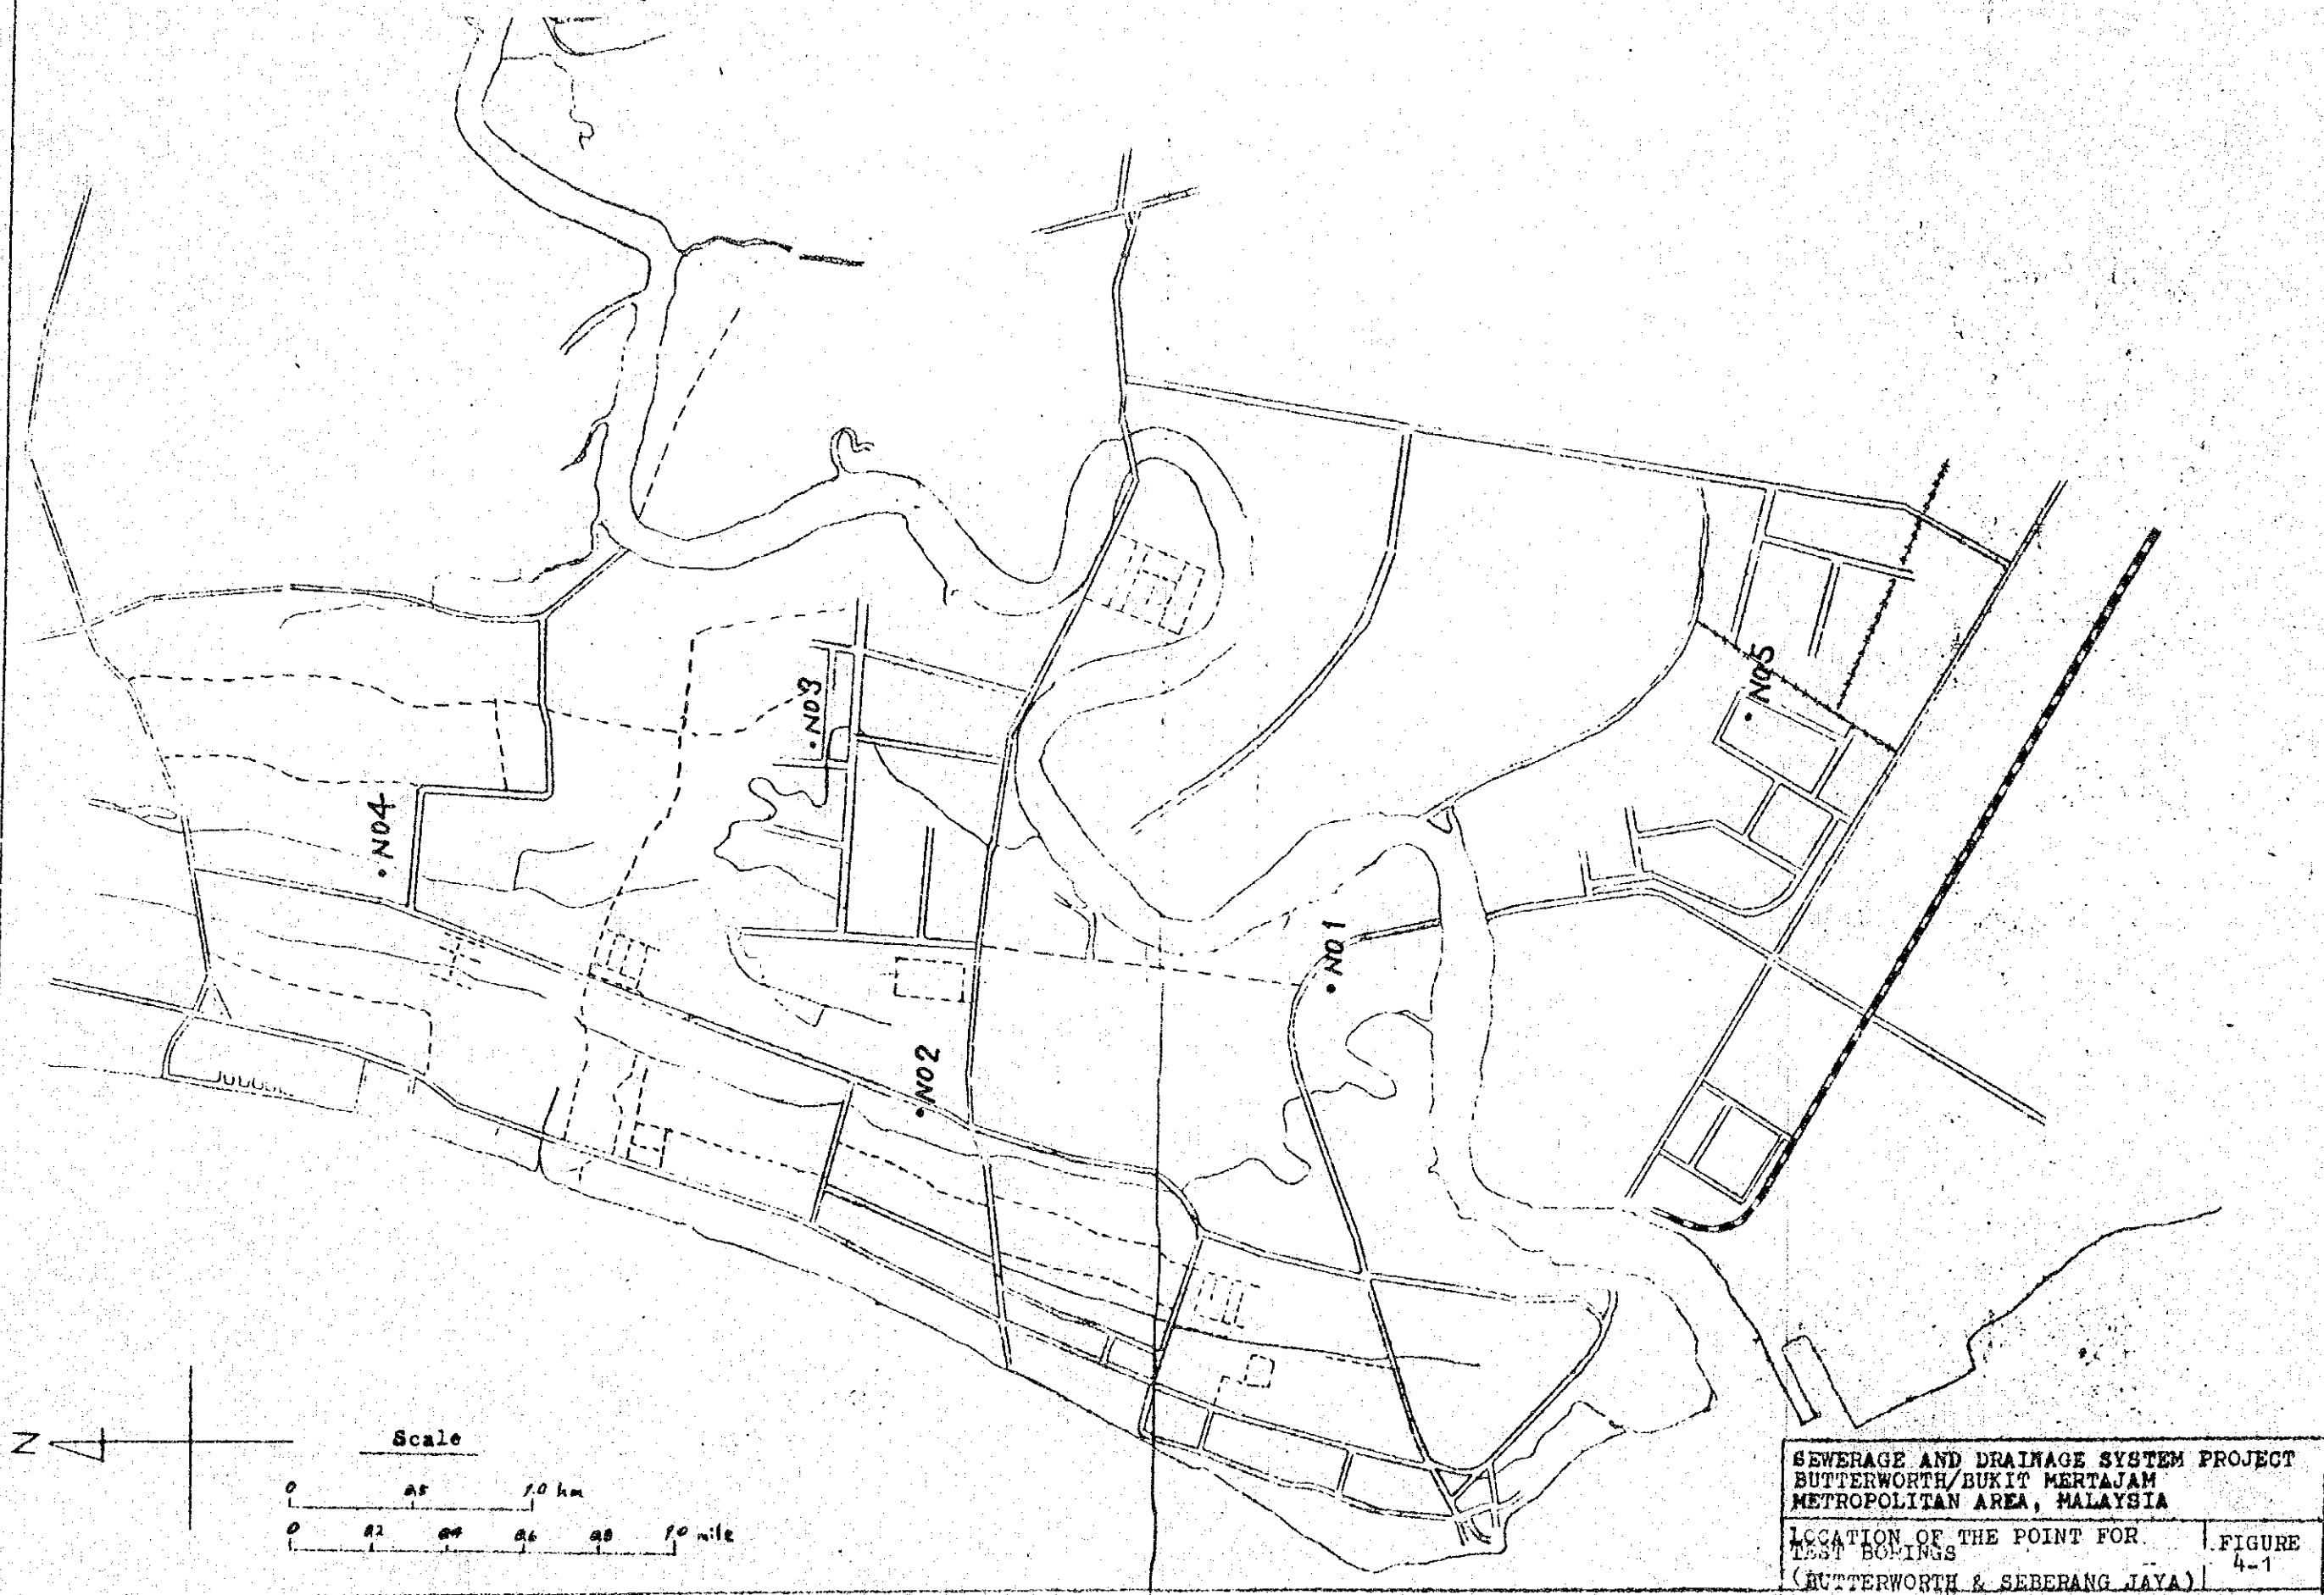 NO3
NO5
NO4
NO1
NO2
N
Scale
0 0.5 1.0 km
0 0.2 0.4 0.6 0.8 1.0 mile
SEWERAGE AND DRAINAGE SYSTEM PROJECT
BUTTERWORTH/BUKIT MERTAJAM
METROPOLITAN AREA, MALAYSIA
LOCATION OF THE POINT FOR
TEST BORINGS
(BUTTERWORTH & SEBERANG JAYA)
FIGURE
4-1